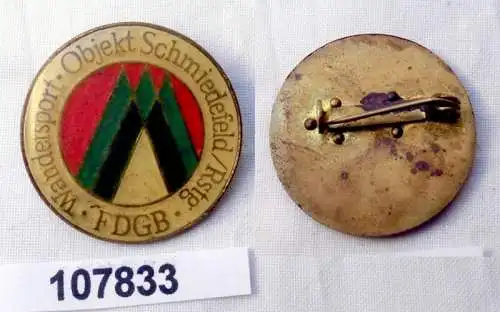 Wandersport · Objekt Schmiedefeld / Rstg. ·
FDGB ·
107833